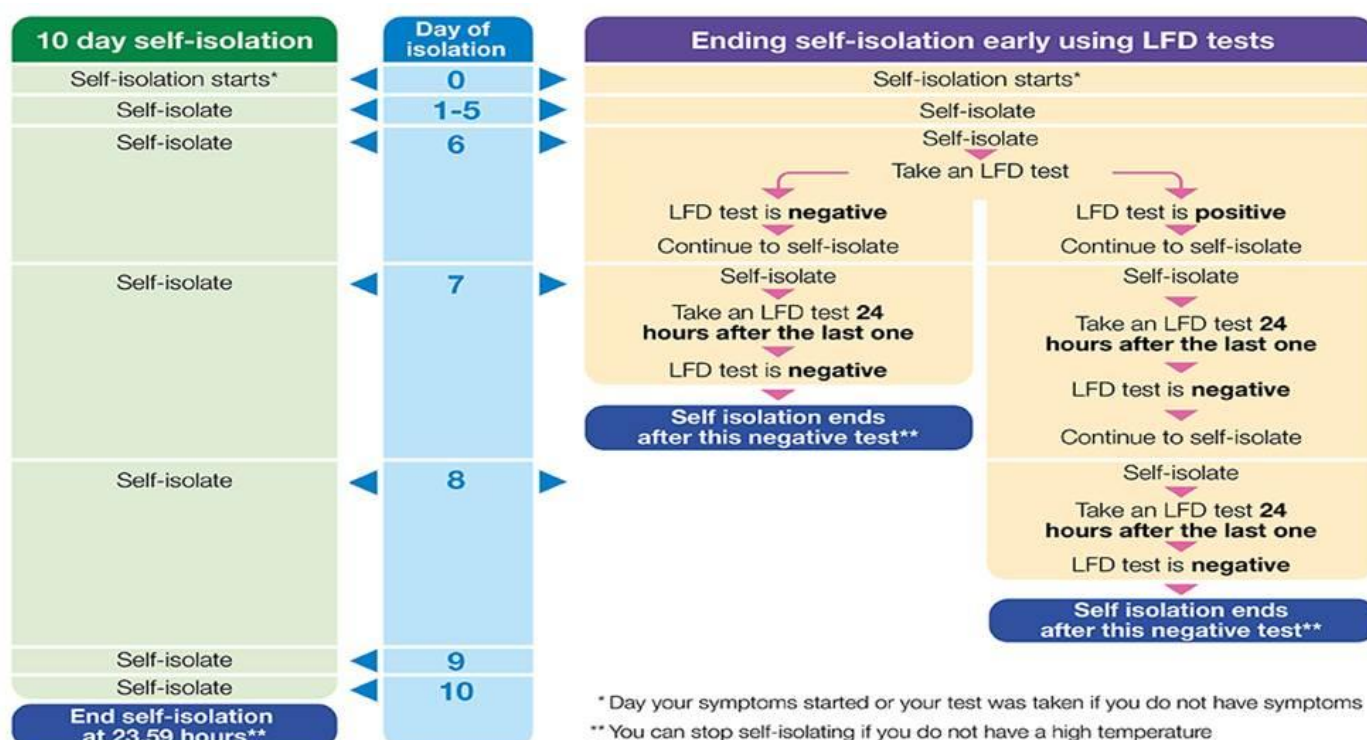 10 day self-isolation
Self-isolation starts*
Self-isolate
Self-isolate
Self-isolate
Self-isolate
Self-isolate
Self-isolate
End self-isolation
at 23.59 hours**
Day of
isolation
0
1-5
6
7
8
9
10
Ending self-isolation early using LFD tests
Self-isolation starts*
Self-isolate
Self-isolate
Take an LFD test
LFD test is negative
Continue to self-isolate
Self-isolate
Take an LFD test 24
hours after the last one
LFD test is negative
Self isolation ends
after this negative test**
LFD test is positive
Continue to self-isolate
Self-isolate
Take an LFD test 24
hours after the last one
LFD test is negative
Continue to self-isolate
Self-isolate
Take an LFD test 24
hours after the last one
LFD test is negative
Self isolation ends
after this negative test**
* Day your symptoms started or your test was taken if you do not have symptoms
** You can stop self-isolating if you do not have a high temperature